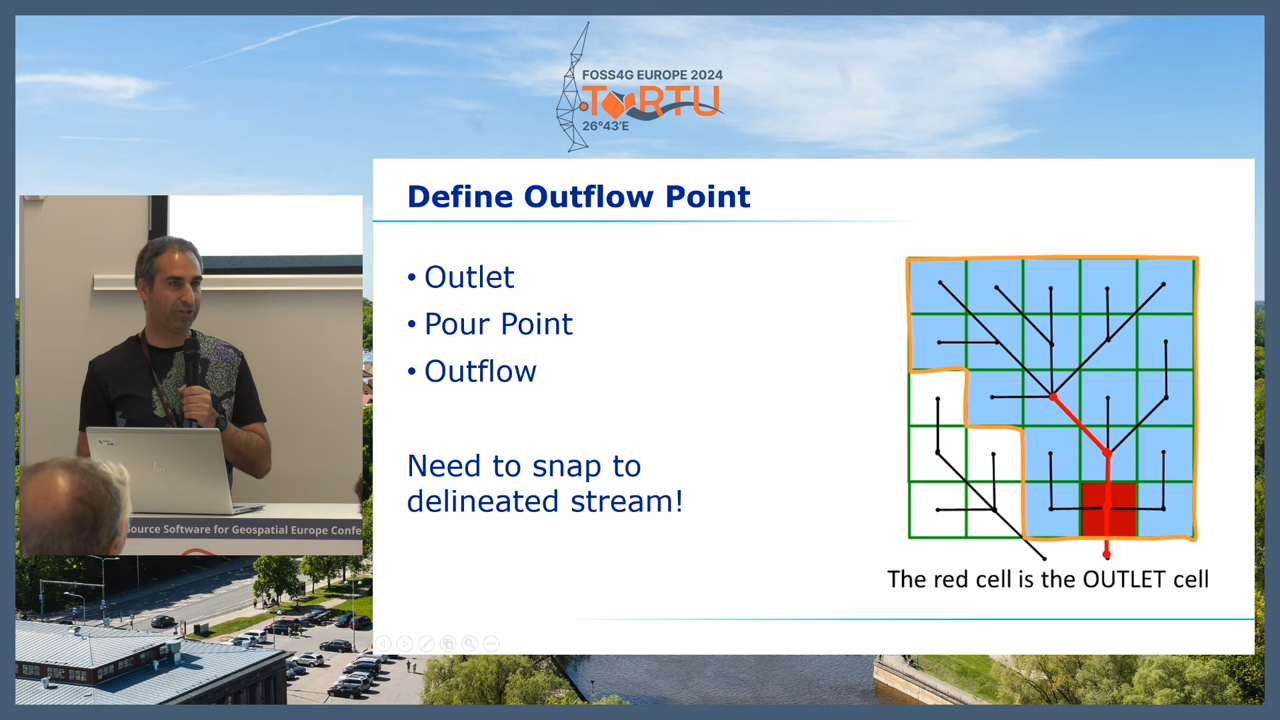 FOSS4G EUROPE 2024
TORTU
26°43'E
Define Outflow Point
• Outlet
• Pour Point
• Outflow
Need to snap to
delineated stream!
The red cell is the OUTLET cell
Source Software for Geospatial Europe Confe